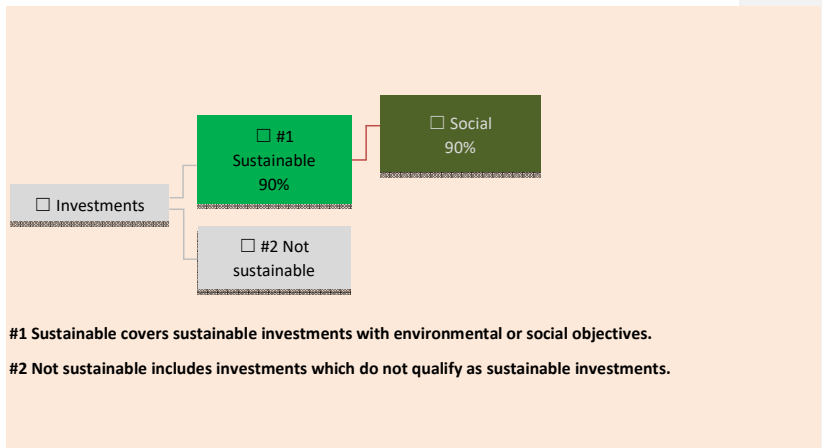 ☐ Social
90%
☐ #1
Sustainable
90%
☐ Investments
☐ #2 Not
sustainable
#1 Sustainable covers sustainable investments with environmental or social objectives.
#2 Not sustainable includes investments which do not qualify as sustainable investments.